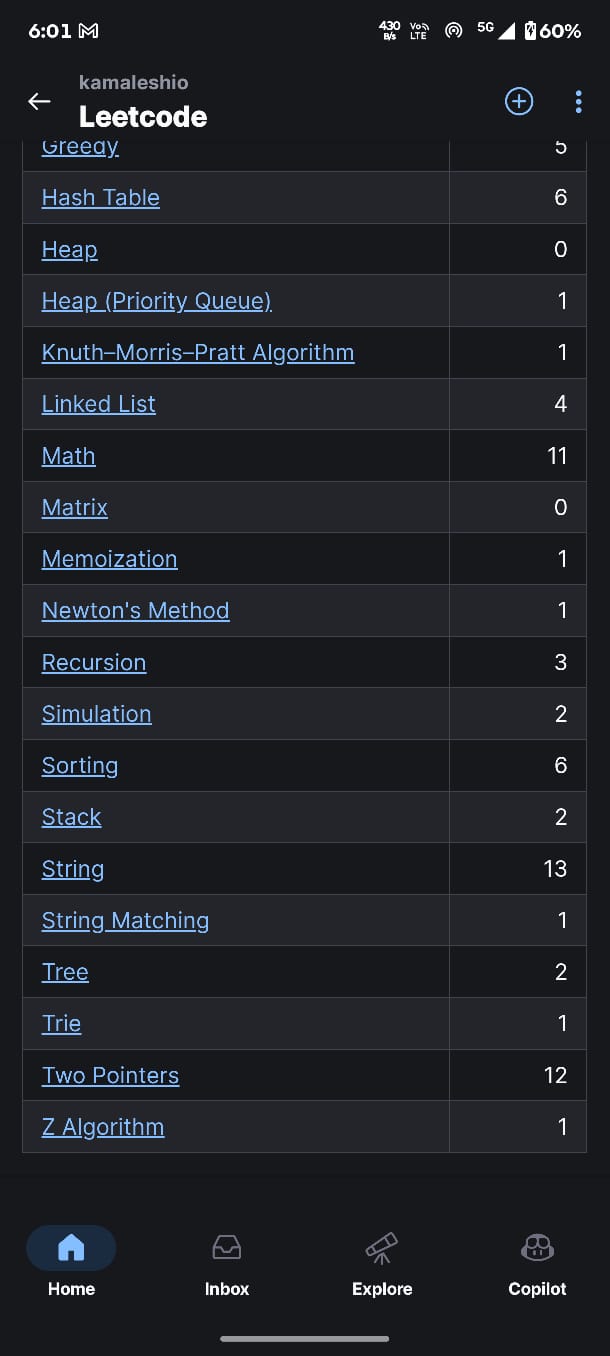 6:01
430 B/s
Vo) LTE
5G
60%
kamaleshio
Leetcode
Greedy 5
Hash Table 6
Heap 0
Heap (Priority Queue) 1
Knuth–Morris–Pratt Algorithm 1
Linked List 4
Math 11
Matrix 0
Memoization 1
Newton's Method 1
Recursion 3
Simulation 2
Sorting 6
Stack 2
String 13
String Matching 1
Tree 2
Trie 1
Two Pointers 12
Z Algorithm 1
Home Inbox Explore Copilot